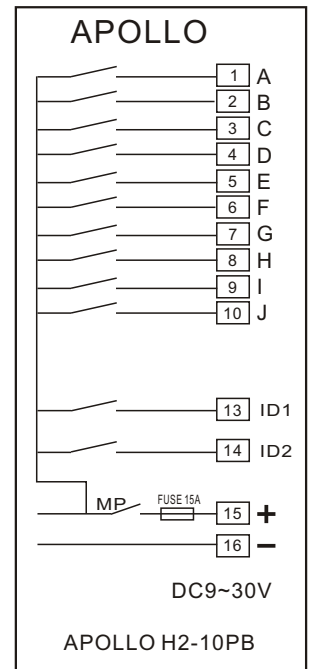 APOLLO
1 A
2 B
3 C
4 D
5 E
6 F
7 G
8 H
9 I
10 J
13 ID1
14 ID2
MP FUSE 15A 15 +
16 −
DC9~30V
APOLLO H2-10PB